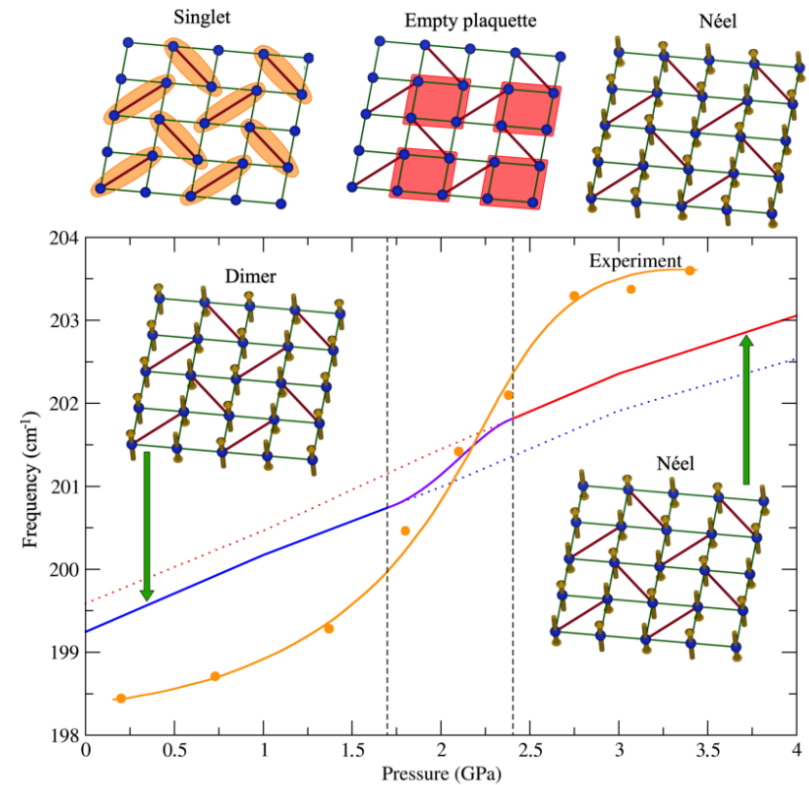 Singlet
Empty plaquette
Néel
204
203
202
201
200
199
198
Frequency (cm⁻¹)
Dimer
Experiment
Néel
0
0.5
1
1.5
2
2.5
3
3.5
4
Pressure (GPa)